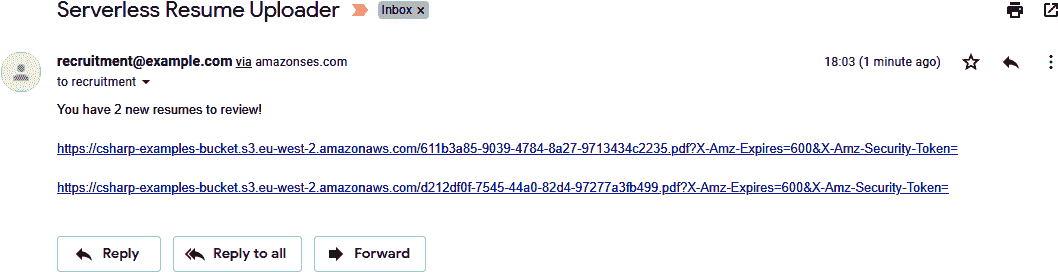 Serverless Resume Uploader Inbox x
recruitment@example.com via amazonses.com 18:03 (1 minute ago)
to recruitment
You have 2 new resumes to review!
https://csharp-examples-bucket.s3.eu-west-2.amazonaws.com/611b3a85-9039-4784-8a27-9713434c2235.pdf?X-Amz-Expires=600&X-Amz-Security-Token=
https://csharp-examples-bucket.s3.eu-west-2.amazonaws.com/d212df0f-7545-44a0-82d4-97277a3fb499.pdf?X-Amz-Expires=600&X-Amz-Security-Token=
Reply Reply to all Forward